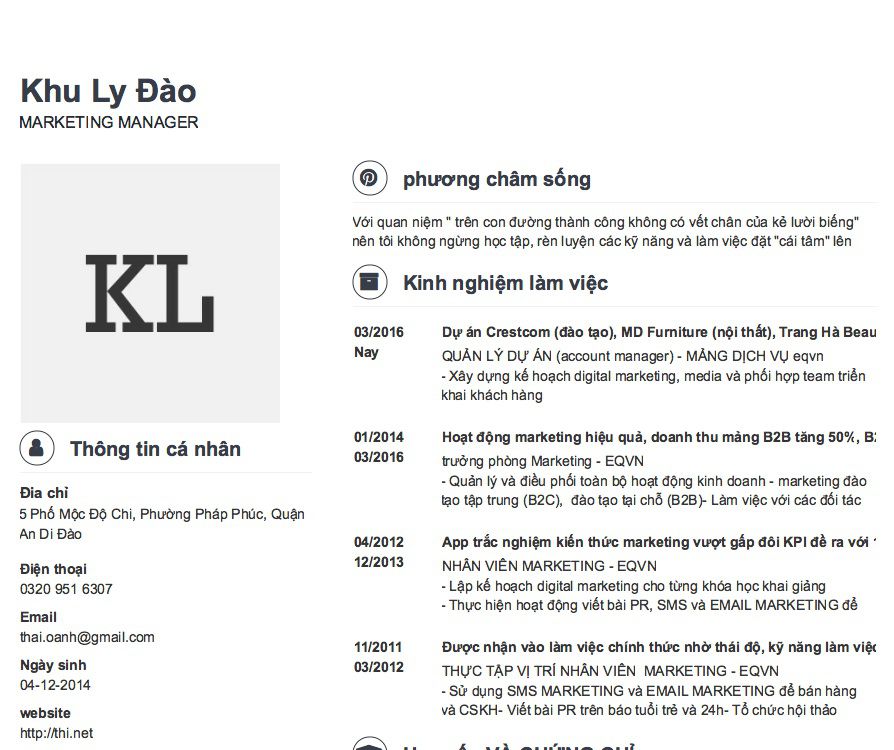 Khu Ly Đào
MARKETING MANAGER
KL
Thông tin cá nhân
Đia chỉ
5 Phố Mộc Độ Chi, Phường Pháp Phúc, Quận
An Di Đào
Điện thoại
0320 951 6307
Email
thai.oanh@gmail.com
Ngày sinh
04-12-2014
website
http://thi.net
phương châm sống
Với quan niệm " trên con đường thành công không có vết chân của kẻ lười biếng"
nên tôi không ngừng học tập, rèn luyện các kỹ năng và làm việc đặt "cái tâm" lên
Kinh nghiệm làm việc
03/2016
Nay
Dự án Crestcom (đào tạo), MD Furniture (nội thất), Trang Hà
QUẢN LÝ DỰ ÁN (account manager) - MẢNG DỊCH VỤ eqvn
- Xây dựng kế hoạch digital marketing, media và phối hợp team triển
khai khách hàng
01/2014
03/2016
Hoạt động marketing hiệu quả, doanh thu mảng B2B tăng 50%,
trưởng phòng Marketing - EQVN
- Quản lý và điều phối toàn bộ hoạt động kinh doanh - marketing đào
tạo tập trung (B2C), đào tạo tại chỗ (B2B)- Làm việc với các đối tác
04/2012
12/2013
App trắc nghiệm kiến thức marketing vượt gấp đôi KPI đề ra với
NHÂN VIÊN MARKETING - EQVN
- Lập kế hoạch digital marketing cho từng khóa học khai giảng
- Thực hiện hoạt động viết bài PR, SMS và EMAIL MARKETING để
11/2011
03/2012
Được nhận vào làm việc chính thức nhờ thái độ, kỹ năng làm
THỰC TẬP VỊ TRÍ NHÂN VIÊN MARKETING - EQVN
- Sử dụng SMS MARKETING và EMAIL MARKETING để bán hàng
và CSKH- Viết bài PR trên báo tuổi trẻ và 24h- Tổ chức hội thảo